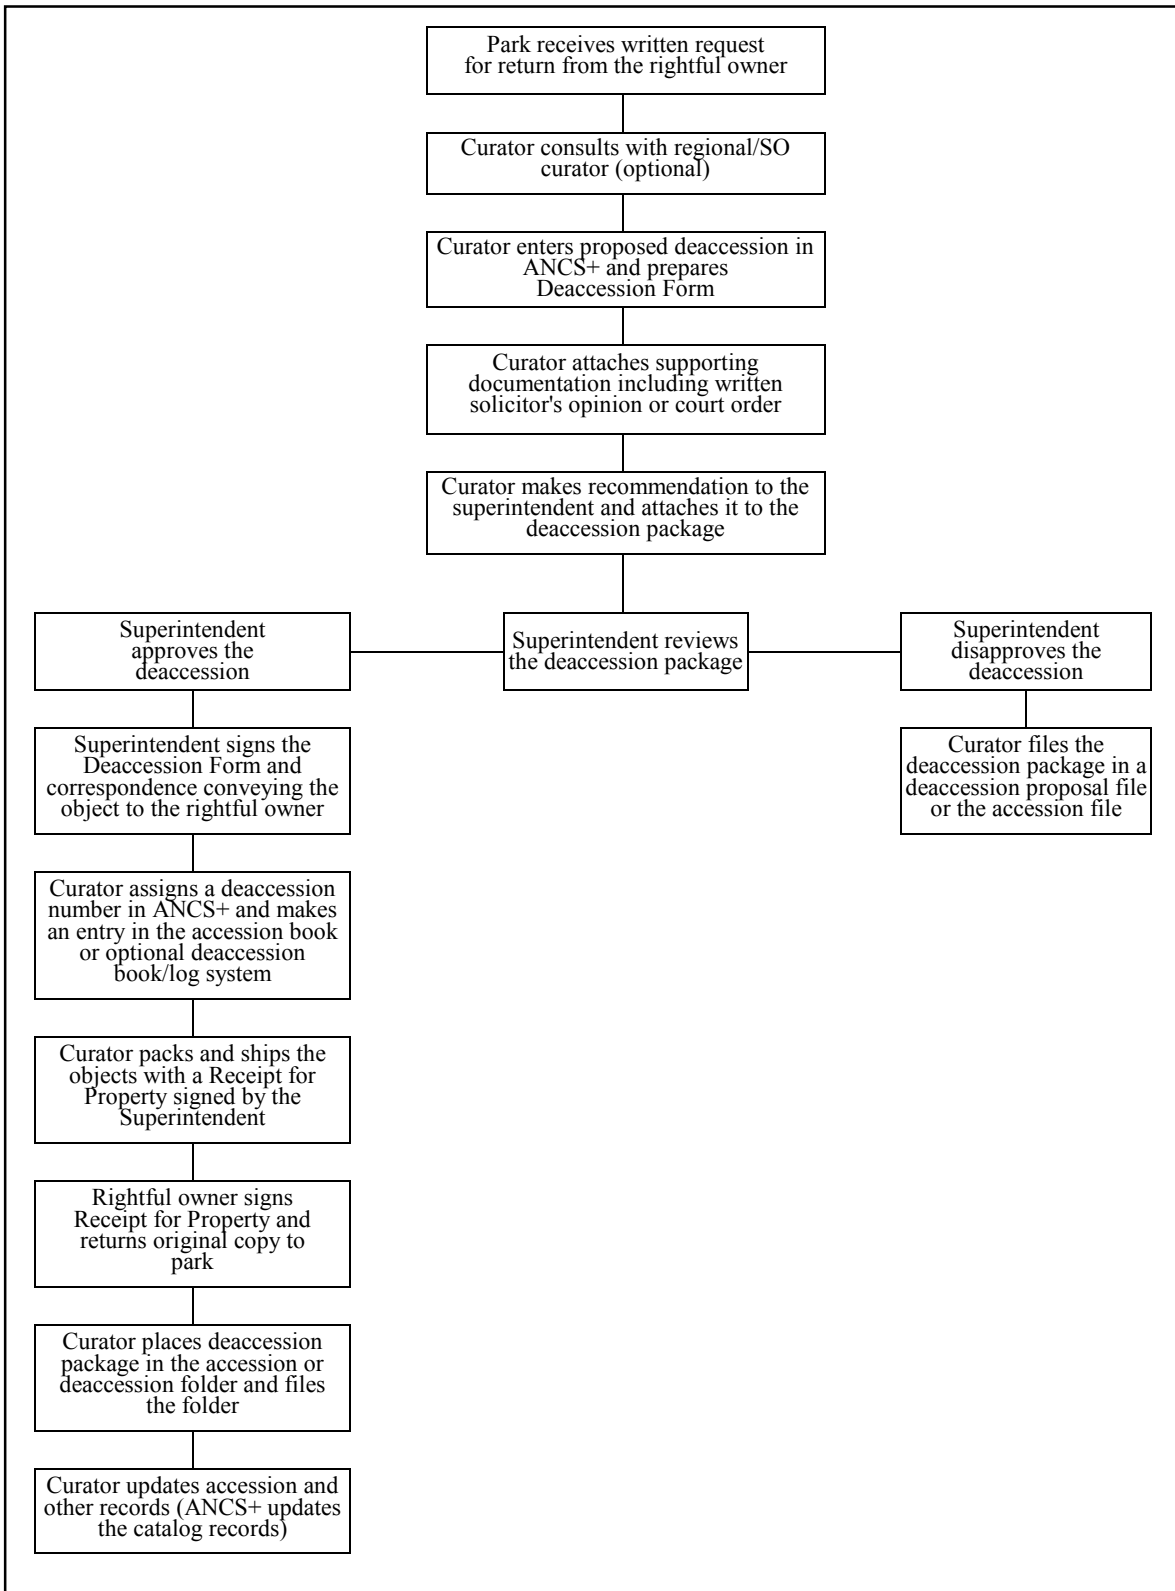 Park receives written request
for return from the rightful owner
Curator consults with regional/SO
curator (optional)
Curator enters proposed deaccession in
ANCS+ and prepares
Deaccession Form
Curator attaches supporting
documentation including written
solicitor's opinion or court order
Curator makes recommendation to the
superintendent and attaches it to the
deaccession package
Superintendent reviews
the deaccession package
Superintendent
approves the
deaccession
Superintendent signs the
Deaccession Form and
correspondence conveying the
object to the rightful owner
Curator assigns a deaccession
number in ANCS+ and makes
an entry in the accession book
or optional deaccession
book/log system
Curator packs and ships the
objects with a Receipt for
Property signed by the
Superintendent
Rightful owner signs
Receipt for Property and
returns original copy to
park
Curator places deaccession
package in the accession or
deaccession folder and files
the folder
Curator updates accession and
other records (ANCS+ updates
the catalog records)
Superintendent
disapproves the
deaccession
Curator files the
deaccession package in a
deaccession proposal file
or the accession file